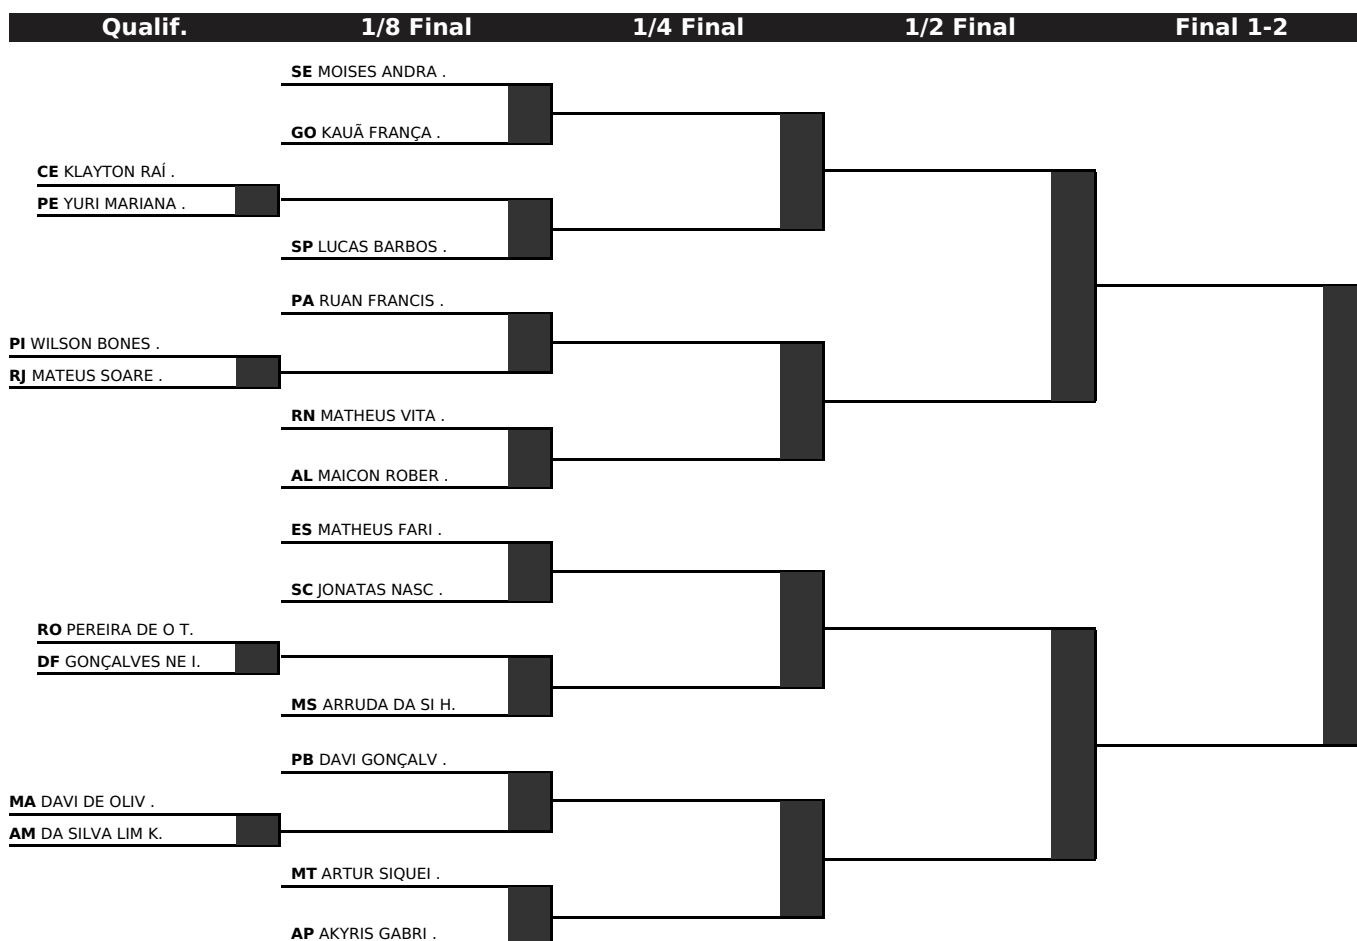 Qualif. 1/8 Final 1/4 Final 1/2 Final Final 1-2
SE MOISES ANDRA .
GO KAUÃ FRANÇA .
CE KLAYTON RAÍ .
PE YURI MARIANA .
SP LUCAS BARBOS .
PA RUAN FRANCIS .
PI WILSON BONES .
RJ MATEUS SOARE .
RN MATHEUS VITA .
AL MAICON ROBER .
ES MATHEUS FARI .
SC JONATAS NASC .
RO PEREIRA DE O T.
DF GONÇALVES NE I.
MS ARRUDA DA SI H.
PB DAVI GONÇALV .
MA DAVI DE OLIV .
AM DA SILVA LIM K.
MT ARTUR SIQUEI .
AP AKYRIS GABRI .